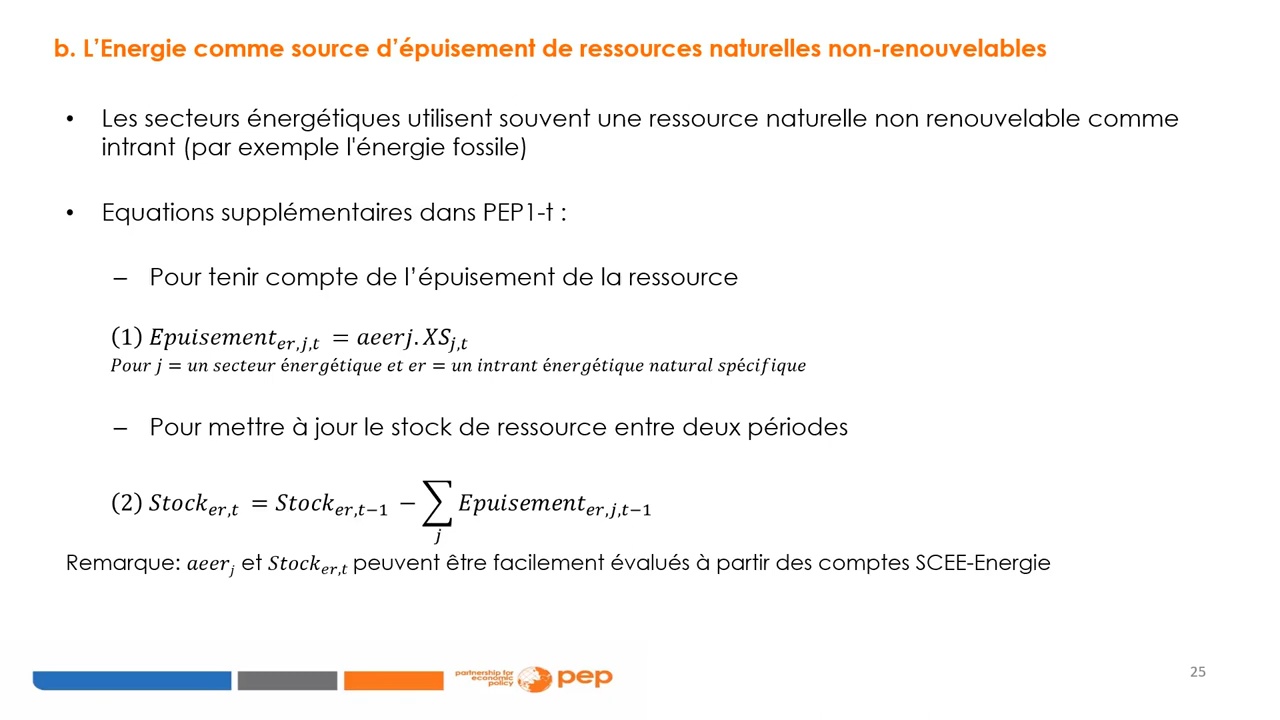 b. L’Energie comme source d’épuisement de ressources naturelles non-renouvelables
• Les secteurs énergétiques utilisent souvent une ressource naturelle non renouvelable comme
intrant (par exemple l'énergie fossile)
• Equations supplémentaires dans PEP1-t :
– Pour tenir compte de l’épuisement de la ressource
(1) Epuisement_{er,j,t} = aeerj. XS_{j,t}
Pour j = un secteur énergétique et er = un intrant énergétique natural spécifique
– Pour mettre à jour le stock de ressource entre deux périodes
(2) Stock_{er,t} = Stock_{er,t−1} − ∑_j Epuisement_{er,j,t−1}
Remarque: aeer_j et Stock_{er,t} peuvent être facilement évalués à partir des comptes SCEE-Energie
partnership for
economic
policy
pep
25